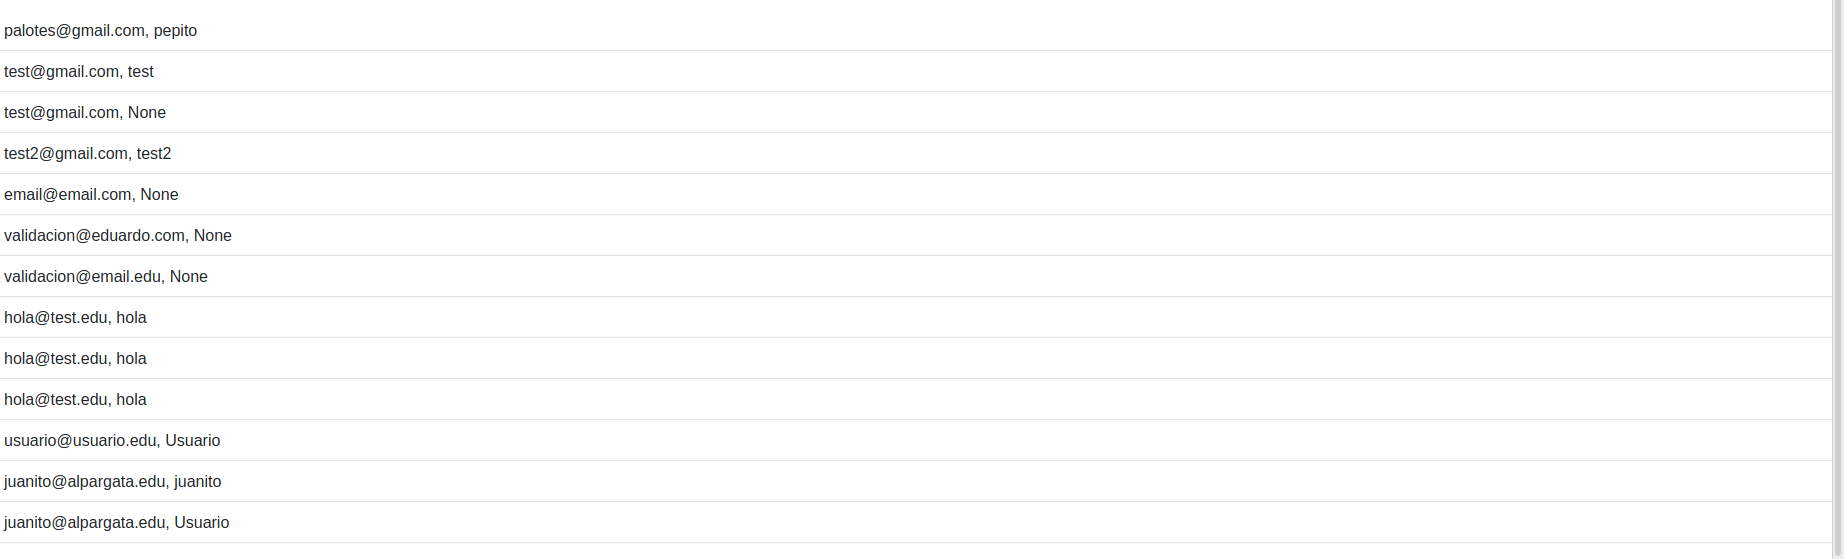 palotes@gmail.com, pepito
test@gmail.com, test
test@gmail.com, None
test2@gmail.com, test2
email@email.com, None
validacion@eduardo.com, None
validacion@email.edu, None
hola@test.edu, hola
hola@test.edu, hola
hola@test.edu, hola
usuario@usuario.edu, Usuario
juanito@alpargata.edu, juanito
juanito@alpargata.edu, Usuario